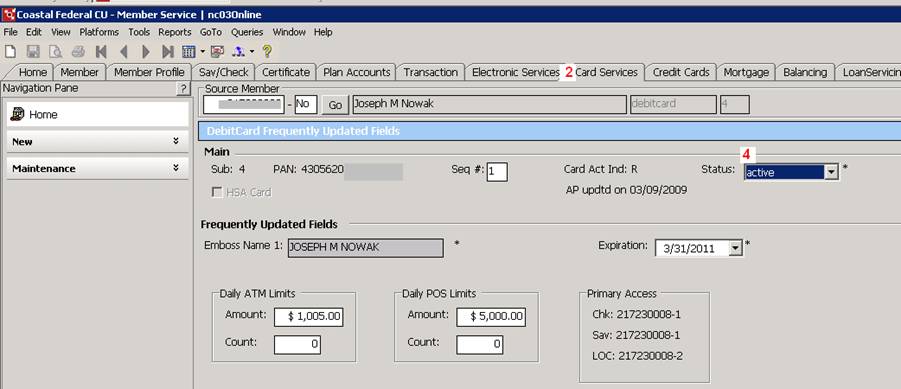 Coastal Federal CU - Member Service | nc03Online
File Edit View Platforms Tools Reports GoTo Queries Window Help
Home Member Member Profile Sav/Check Certificate Plan Accounts Transaction Electronic Services 2 Card Services Credit Cards Mortgage Balancing LoanServicin
Navigation Pane ?
Source Member
- No Go Joseph M Nowak debitcard 4
Home
DebitCard Frequently Updated Fields
New
Main
4
Maintenance
Sub: 4 PAN: 4305620 Seq #: 1 Card Act Ind: R Status: active *
HSA Card AP updtd on 03/09/2009
Frequently Updated Fields
Emboss Name 1: JOSEPH M NOWAK * Expiration: 3/31/2011 *
Daily ATM Limits Daily POS Limits Primary Access
Amount: $ 1,005.00 Amount: $ 5,000.00 Chk: 217230008-1
Sav: 217230008-1
Count: 0 Count: 0
LOC: 217230008-2